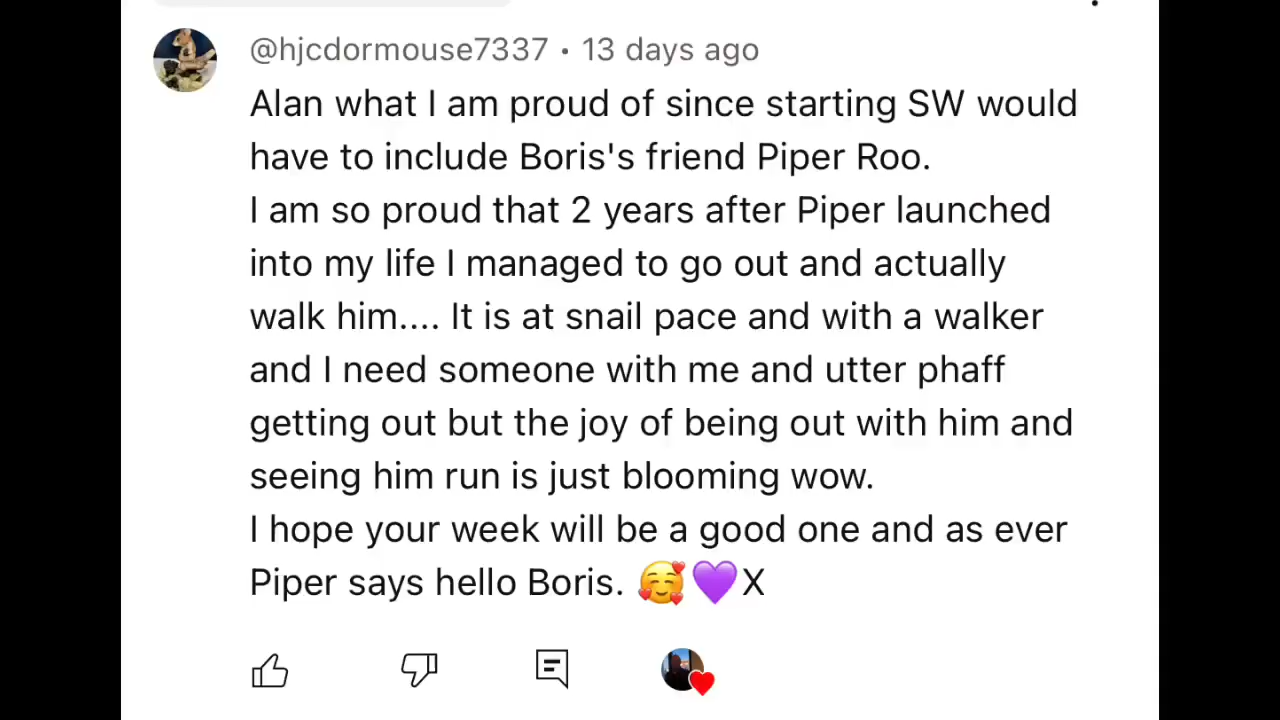 @hjcdormouse7337 • 13 days ago
Alan what I am proud of since starting SW would
have to include Boris's friend Piper Roo.
I am so proud that 2 years after Piper launched
into my life I managed to go out and actually
walk him.... It is at snail pace and with a walker
and I need someone with me and utter phaff
getting out but the joy of being out with him and
seeing him run is just blooming wow.
I hope your week will be a good one and as ever
Piper says hello Boris. 🥰💜X